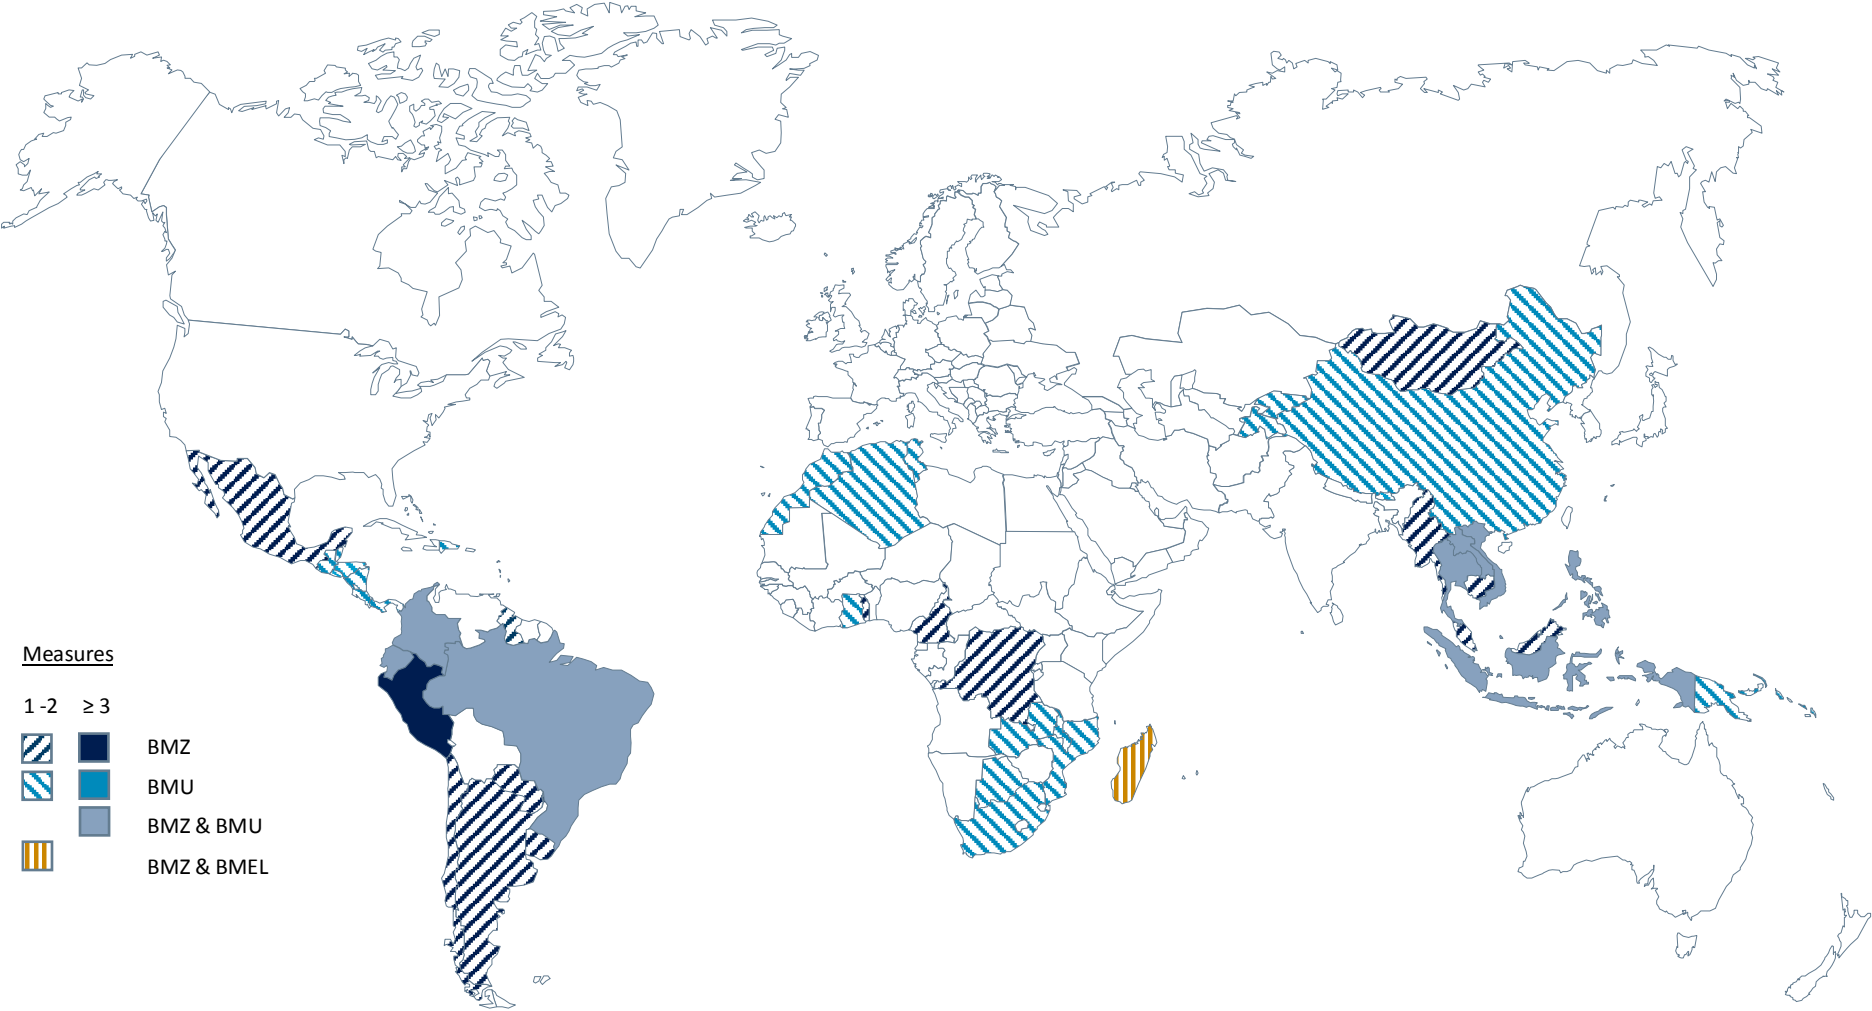 Measures
1 -2 ≥ 3
BMZ
BMU
BMZ & BMU
BMZ & BMEL